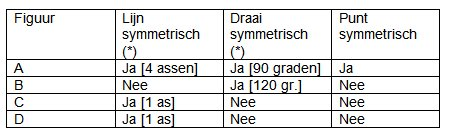 Figuur Lijn symmetrisch (*) Draai symmetrisch (*) Punt symmetrisch
A Ja [4 assen] Ja [90 graden] Ja
B Nee Ja [120 gr.] Nee
C Ja [1 as] Nee Nee
D Ja [1 as] Nee Nee